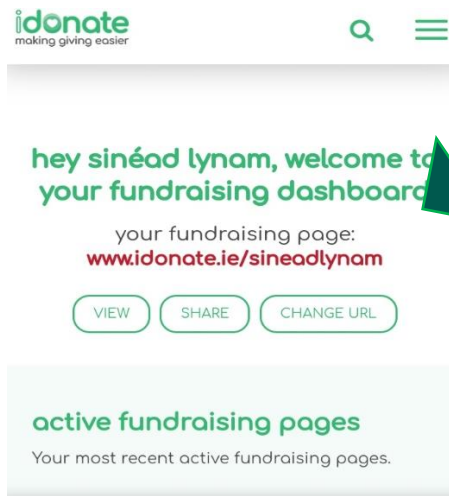 idonate
making giving easier
hey sinéad lynam, welcome to
your fundraising dashboard
your fundraising page:
www.idonate.ie/sineadlynam
VIEW SHARE CHANGE URL
active fundraising pages
Your most recent active fundraising pages.